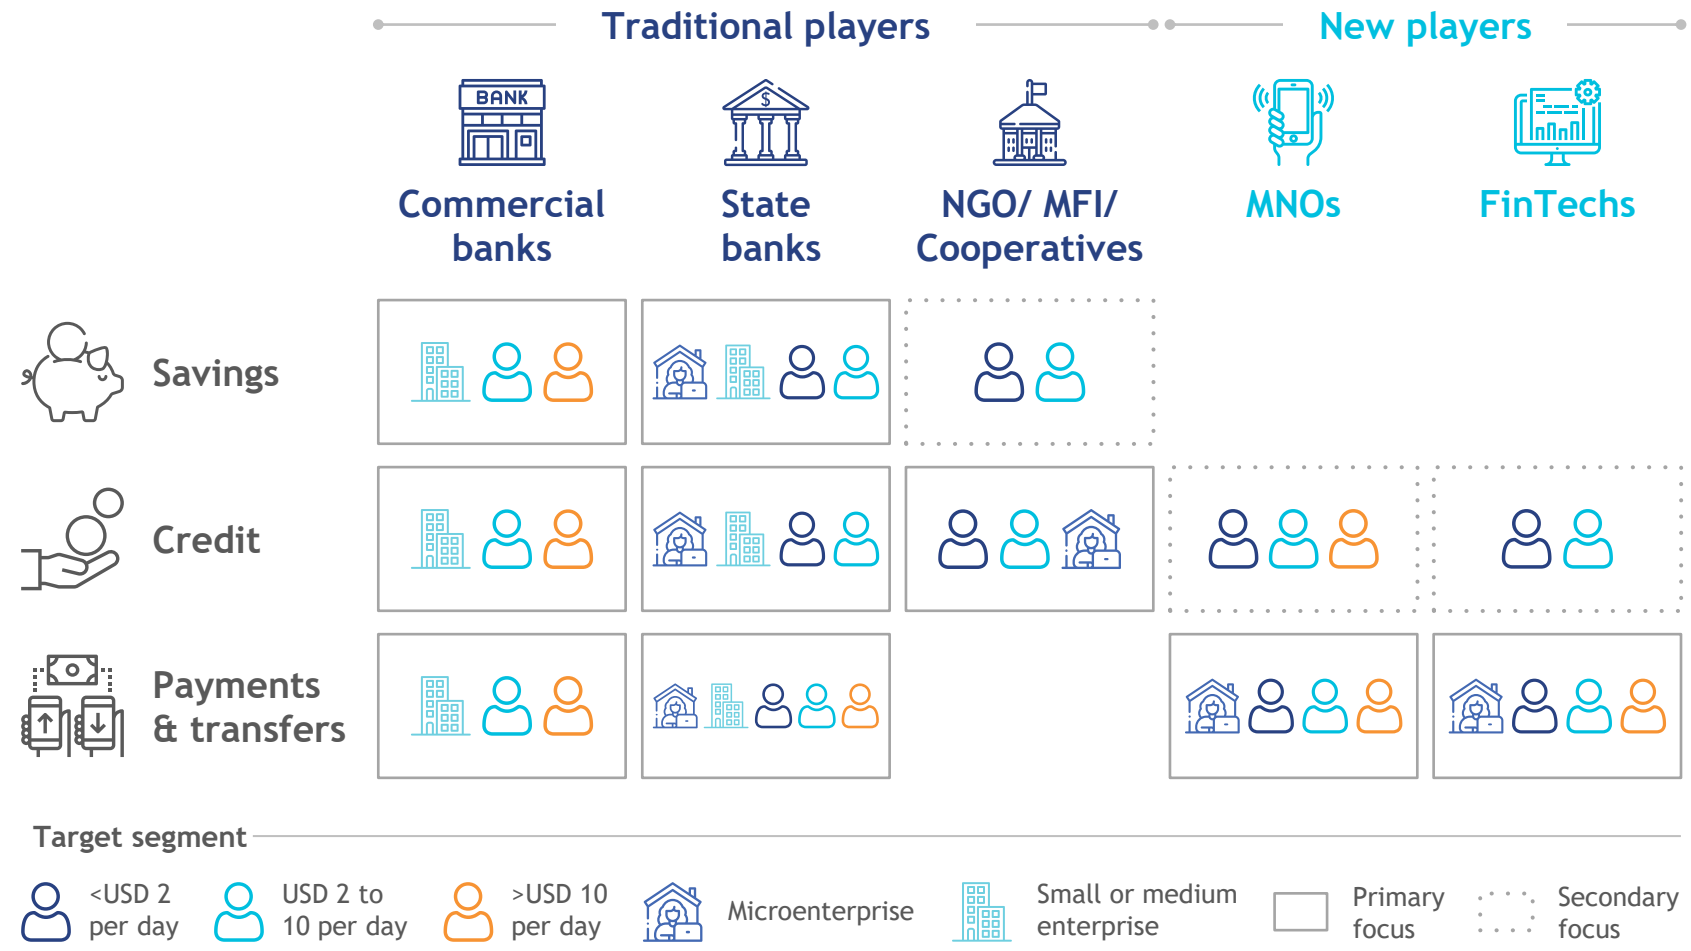 Traditional players
New players
BANK
$
Commercial
banks
State
banks
NGO/ MFI/
Cooperatives
MNOs
FinTechs
Savings
Credit
Payments
& transfers
Target segment
<USD 2
per day
USD 2 to
10 per day
>USD 10
per day
Microenterprise
Small or medium
enterprise
Primary
focus
Secondary
focus